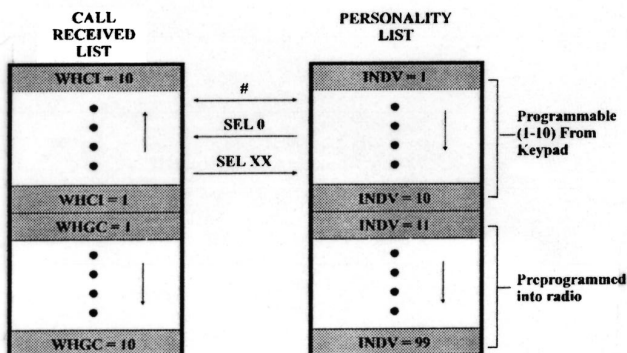 CALL
RECEIVED
LIST
WHCI = 10
WHCI = 1
WHGC = 1
WHGC = 10
#
SEL 0
SEL XX
PERSONALITY
LIST
INDV = 1
INDV = 10
INDV = 11
INDV = 99
Programmable
(1-10) From
Keypad
Preprogrammed
into radio